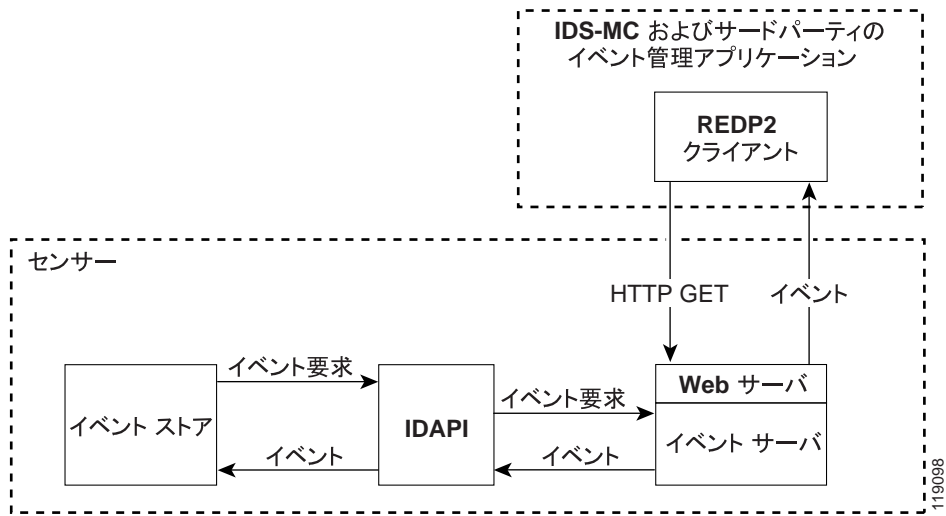 IDS-MC およびサードパーティの
イベント管理アプリケーション
REDP2
クライアント
センサー
HTTP GET
イベント
イベント ストア
イベント要求
イベント
IDAPI
イベント要求
イベント
Web サーバ
イベント サーバ
119098